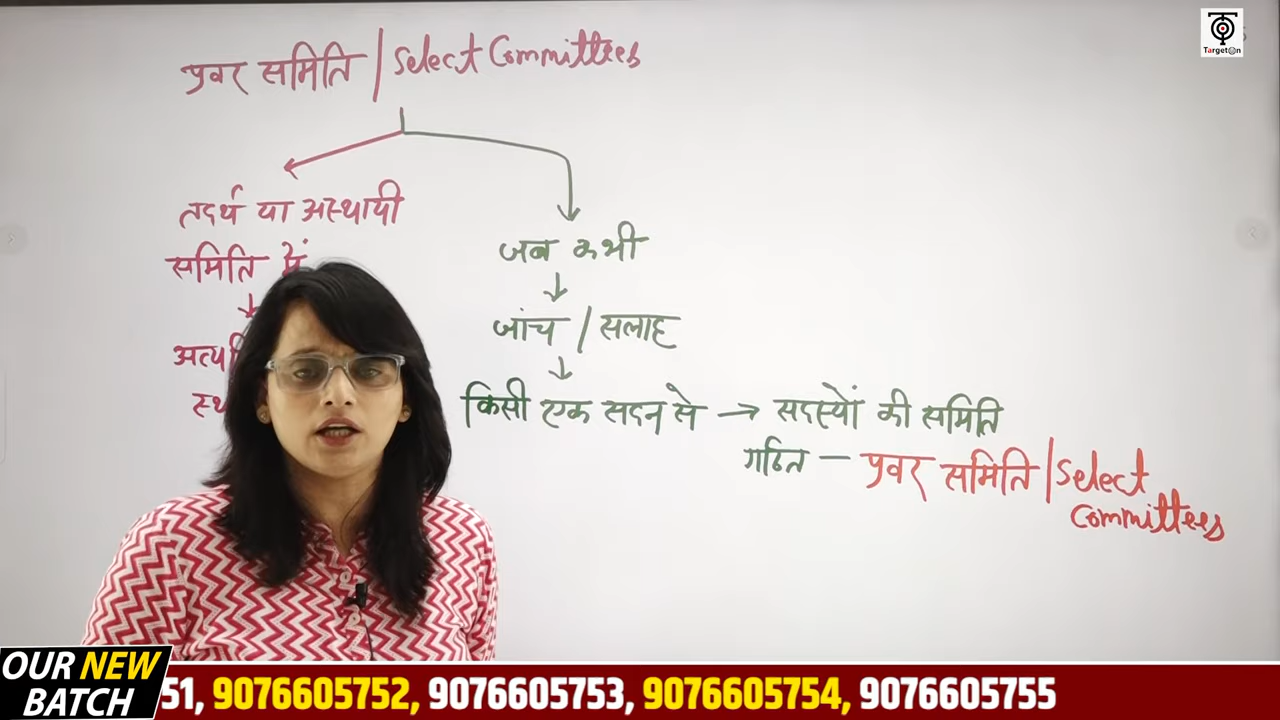 प्रवर समिति / Select Committees
तदर्थ या अस्थायी
समिति में
जब कभी
जांच / सलाह
किसी एक सदन से → सदस्यों की समिति
गठित – प्रवर समिति / Select
Committees
TargetOn
OUR NEW
BATCH
51, 9076605752, 9076605753, 9076605754, 9076605755